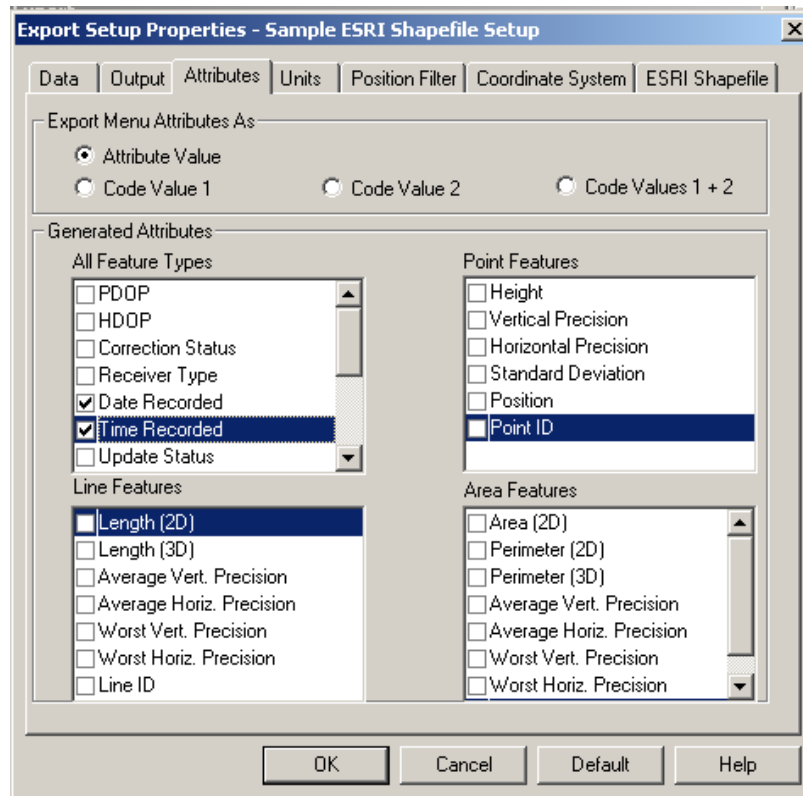 Export Setup Properties - Sample ESRI Shapefile Setup
Data Output Attributes Units Position Filter Coordinate System ESRI Shapefile
Export Menu Attributes As
Attribute Value
Code Value 1 Code Value 2 Code Values 1 + 2
Generated Attributes
All Feature Types
PDOP
HDOP
Correction Status
Receiver Type
Date Recorded
Time Recorded
Update Status
Point Features
Height
Vertical Precision
Horizontal Precision
Standard Deviation
Position
Point ID
Line Features
Length (2D)
Length (3D)
Average Vert. Precision
Average Horiz. Precision
Worst Vert. Precision
Worst Horiz. Precision
Line ID
Area Features
Area (2D)
Perimeter (2D)
Perimeter (3D)
Average Vert. Precision
Average Horiz. Precision
Worst Vert. Precision
Worst Horiz. Precision
OK Cancel Default Help